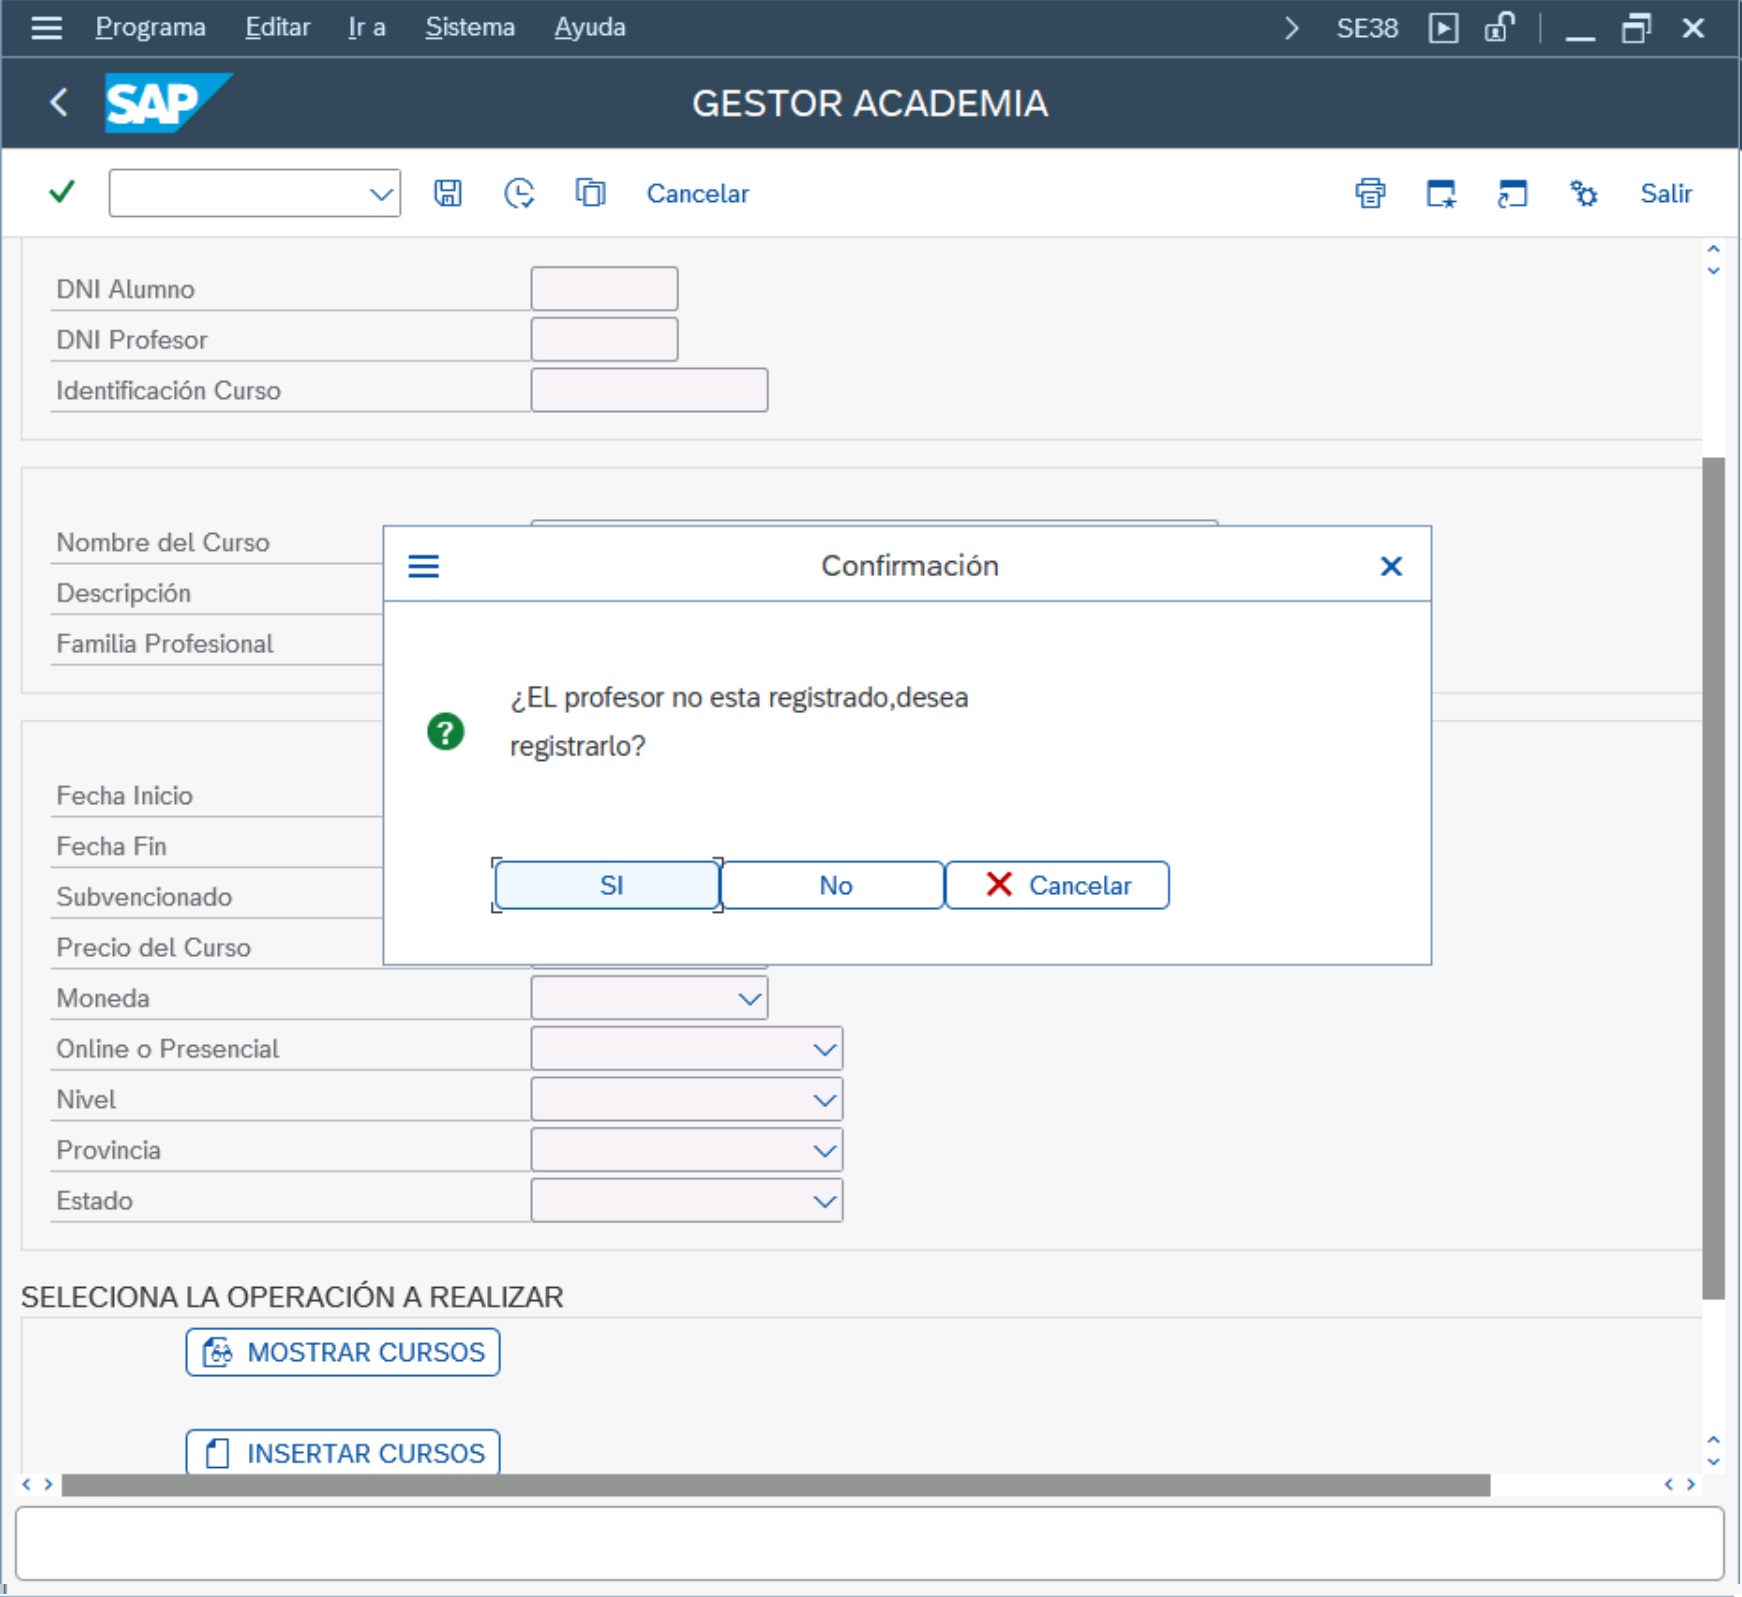 Programa Editar Ir a Sistema Ayuda SE38
SAP GESTOR ACADEMIA
Cancelar Salir
DNI Alumno
DNI Profesor
Identificación Curso
Nombre del Curso
Descripción
Familia Profesional
Confirmación
¿EL profesor no esta registrado,desea
registrarlo?
SI No Cancelar
Fecha Inicio
Fecha Fin
Subvencionado
Precio del Curso
Moneda
Online o Presencial
Nivel
Provincia
Estado
SELECIONA LA OPERACIÓN A REALIZAR
MOSTRAR CURSOS
INSERTAR CURSOS